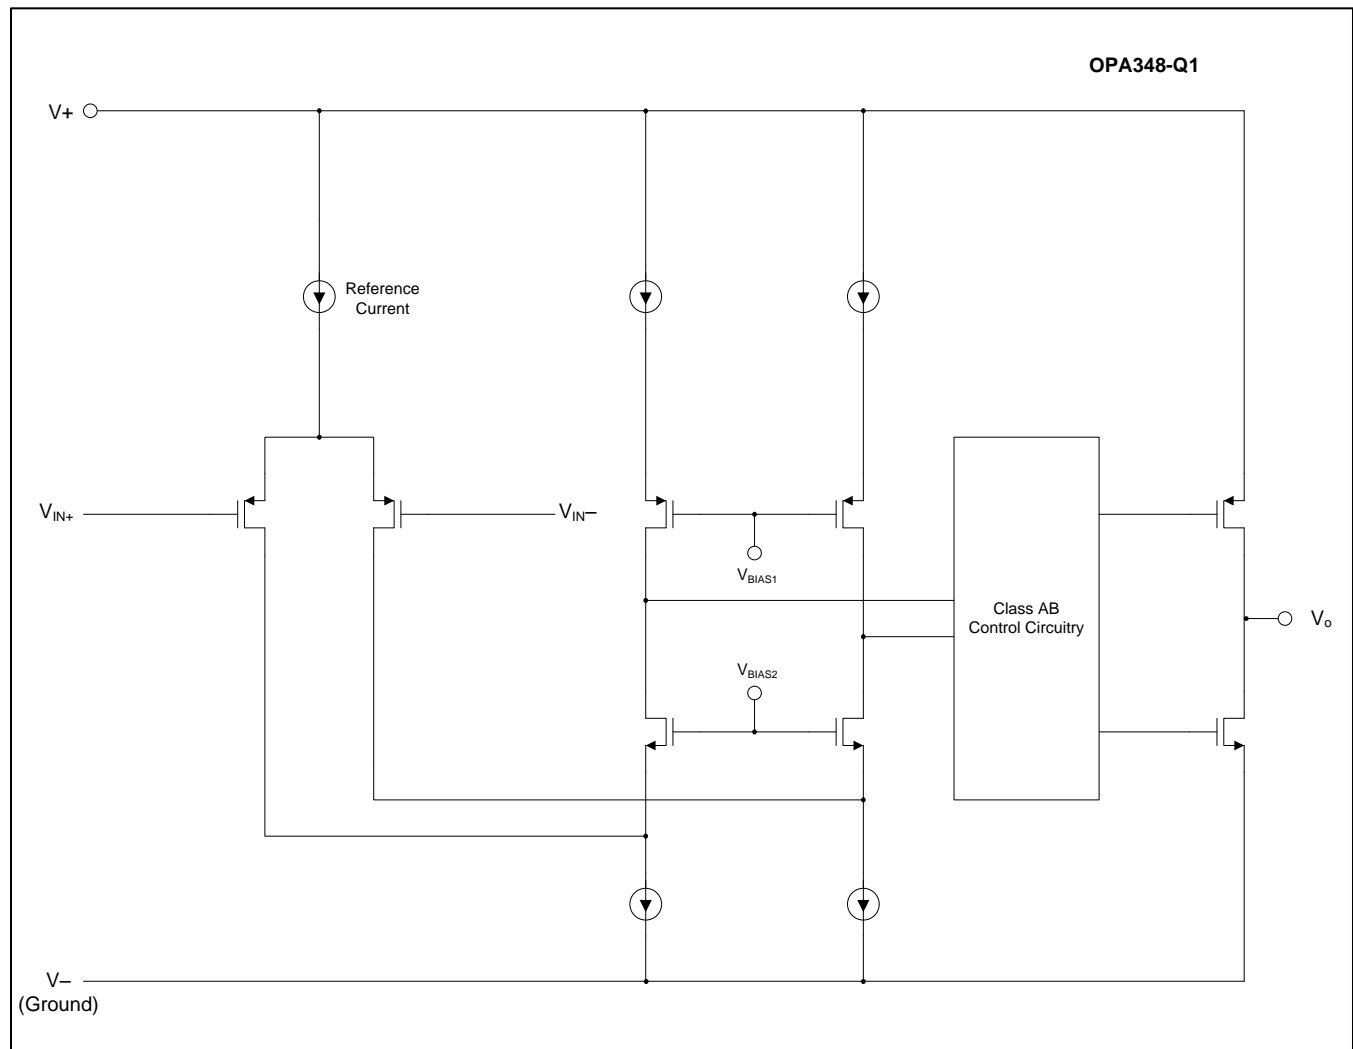 OPA348-Q1
V+
Reference
Current
VIN+
VIN–
VBIAS1
Class AB
Control Circuitry
Vo
VBIAS2
V–
(Ground)